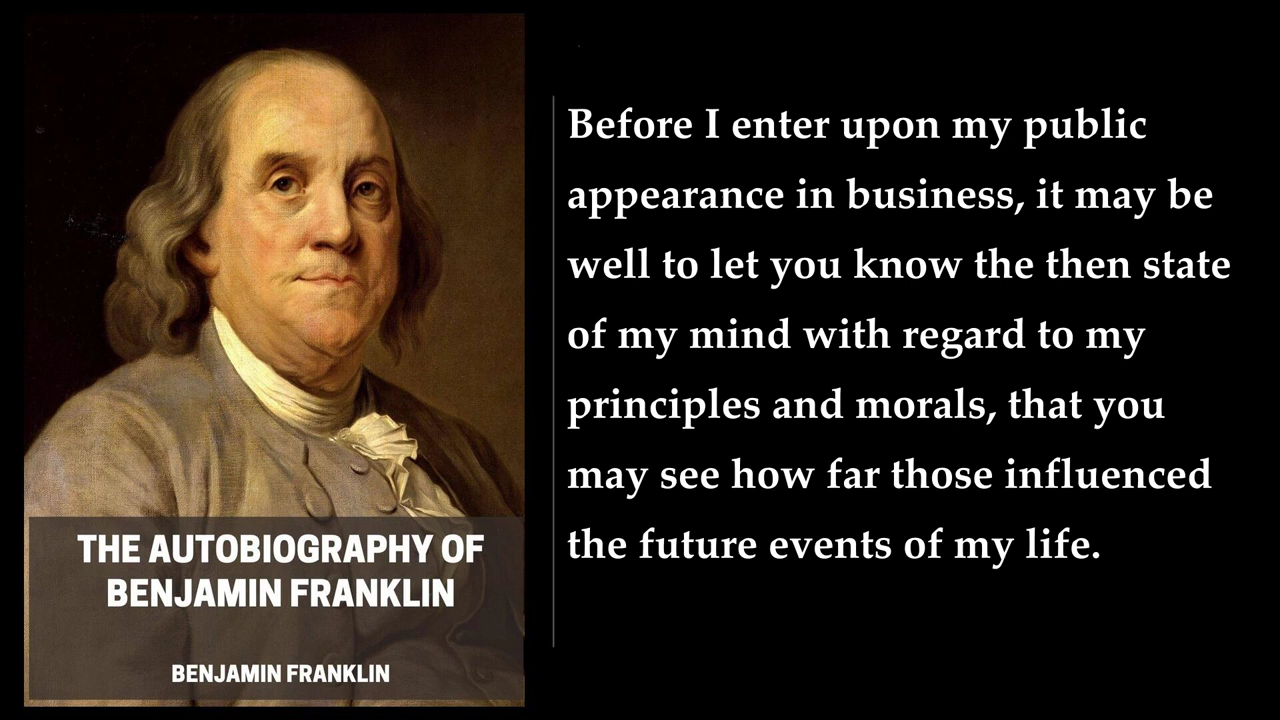 THE AUTOBIOGRAPHY OF
BENJAMIN FRANKLIN
BENJAMIN FRANKLIN
Before I enter upon my public
appearance in business, it may be
well to let you know the then state
of my mind with regard to my
principles and morals, that you
may see how far those influenced
the future events of my life.